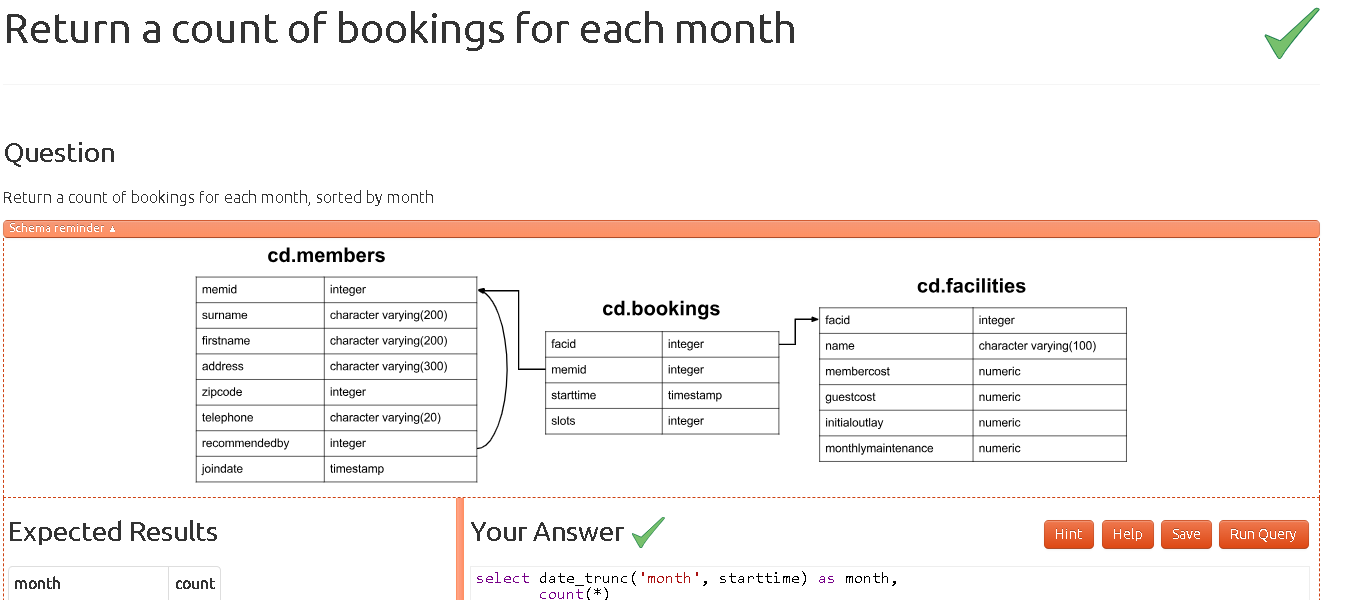 Return a count of bookings for each month
Question
Return a count of bookings for each month, sorted by month
Schema reminder ▲
cd.members
memid integer
surname character varying(200)
firstname character varying(200)
address character varying(300)
zipcode integer
telephone character varying(20)
recommendedby integer
joindate timestamp
cd.bookings
facid integer
memid integer
starttime timestamp
slots integer
cd.facilities
facid integer
name character varying(100)
membercost numeric
guestcost numeric
initialoutlay numeric
monthlymaintenance numeric
Expected Results
month count
Your Answer
Hint Help Save Run Query
select date_trunc('month', starttime) as month,
count(*)